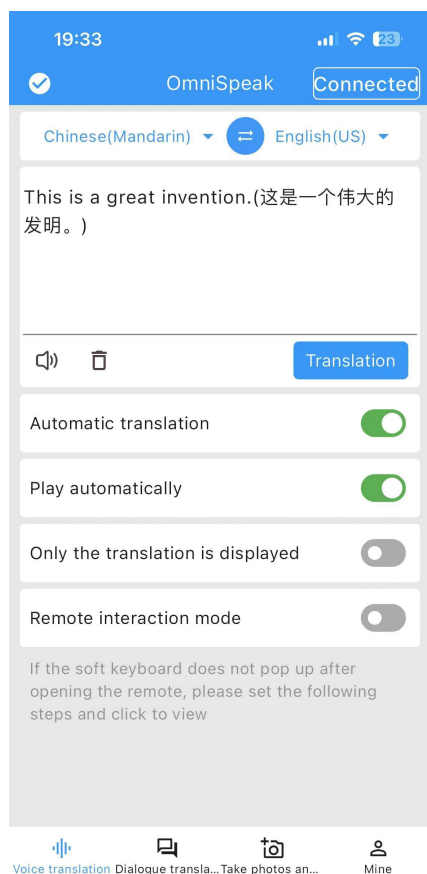 19:33
23
OmniSpeak
Connected
Chinese(Mandarin)
English(US)
This is a great invention.(这是一个伟大的
发明。)
Translation
Automatic translation
Play automatically
Only the translation is displayed
Remote interaction mode
If the soft keyboard does not pop up after
opening the remote, please set the following
steps and click to view
Voice translation
Dialogue transla...
Take photos an...
Mine